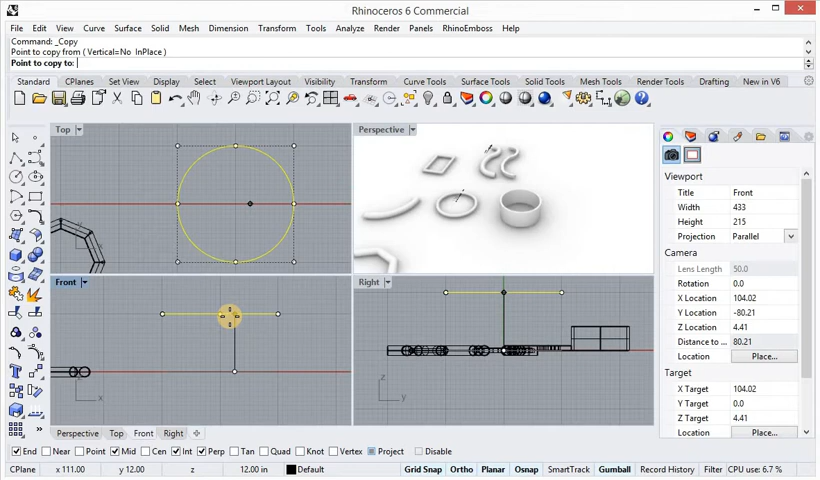 Rhinoceros 6 Commercial
File Edit View Curve Surface Solid Mesh Dimension Transform Tools Analyze Render Panels RhinoEmboss Help
Command: _Copy
Point to copy from ( Vertical=No InPlace )
Point to copy to:
Standard CPlanes Set View Display Select Viewport Layout Visibility Transform Curve Tools Surface Tools Solid Tools Mesh Tools Render Tools Drafting New in V6
Top
Perspective
Front
Right
x
z
x
z
y
Perspective Top Front Right
Viewport
Title Front
Width 433
Height 215
Projection Parallel
Camera
Lens Length 50.0
Rotation 0.0
X Location 104.02
Y Location -80.21
Z Location 4.41
Distance to ... 80.21
Location Place...
Target
X Target 104.02
Y Target 0.0
Z Target 4.41
Location Place...
End Near Point Mid Cen Int Perp Tan Quad Knot Vertex Project Disable
CPlane x 111.00 y 12.00 12.00 in Default Grid Snap Ortho Planar Osnap SmartTrack Gumball Record History Filter CPU use: 6.7 %